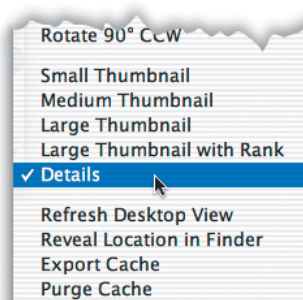 Rotate 90° CCW
Small Thumbnail
Medium Thumbnail
Large Thumbnail
Large Thumbnail with Rank
✓ Details
Refresh Desktop View
Reveal Location in Finder
Export Cache
Purge Cache